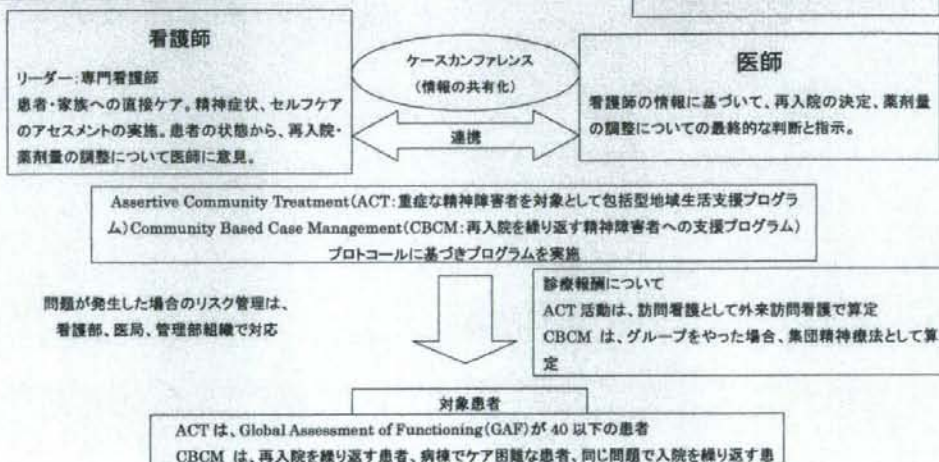 看護師
リーダー：専門看護師
患者・家族への直接ケア。精神症状、セルフケア
のアセスメントの実施。患者の状態から、再入院・
薬剤量の調整について医師に意見。
ケースカンファレンス
（情報の共有化）
連携
医師
看護師の情報に基づいて、再入院の決定、薬剤量
の調整についての最終的な判断と指示。
Assertive Community Treatment(ACT：重症な精神障害者を対象として包括型地域生活支援プログラ
ム)Community Based Case Management(CBCM：再入院を繰り返す精神障害者への支援プログラム)
プロトコールに基づきプログラムを実施
問題が発生した場合のリスク管理は、
看護部、医局、管理部組織で対応
診療報酬について
ACT 活動は、訪問看護として外来訪問看護で算定
CBCM は、グループをやった場合、集団精神療法として算
定
対象患者
ACT は、Global Assessment of Functioning(GAF)が 40 以下の患者
CBCM は、再入院を繰り返す患者、病棟でケア困難な患者、同じ問題で入院を繰り返す患